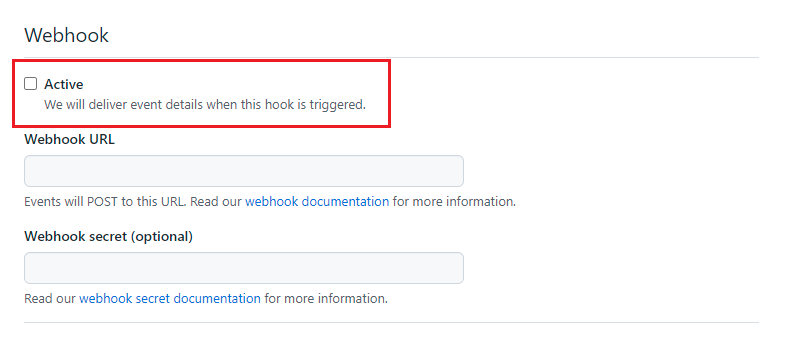 Webhook
Active
We will deliver event details when this hook is triggered.
Webhook URL
Events will POST to this URL. Read our webhook documentation for more information.
Webhook secret (optional)
Read our webhook secret documentation for more information.